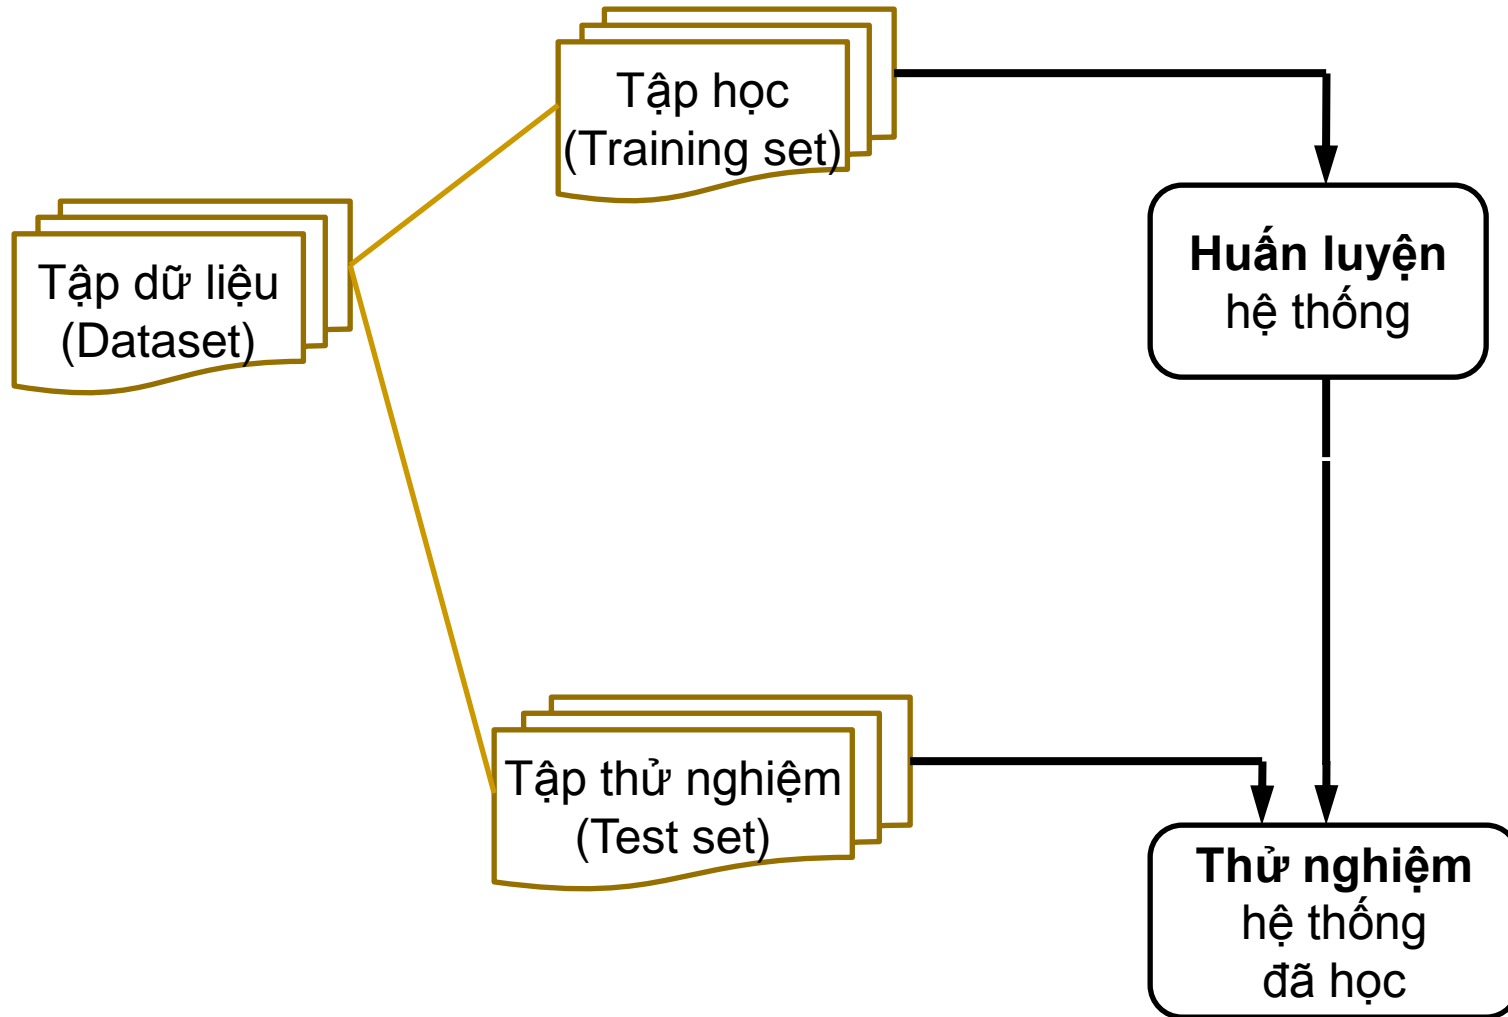 Tập học
(Training set)
Tập dữ liệu
(Dataset)
Huấn luyện
hệ thống
Tập thử nghiệm
(Test set)
Thử nghiệm
hệ thống
đã học